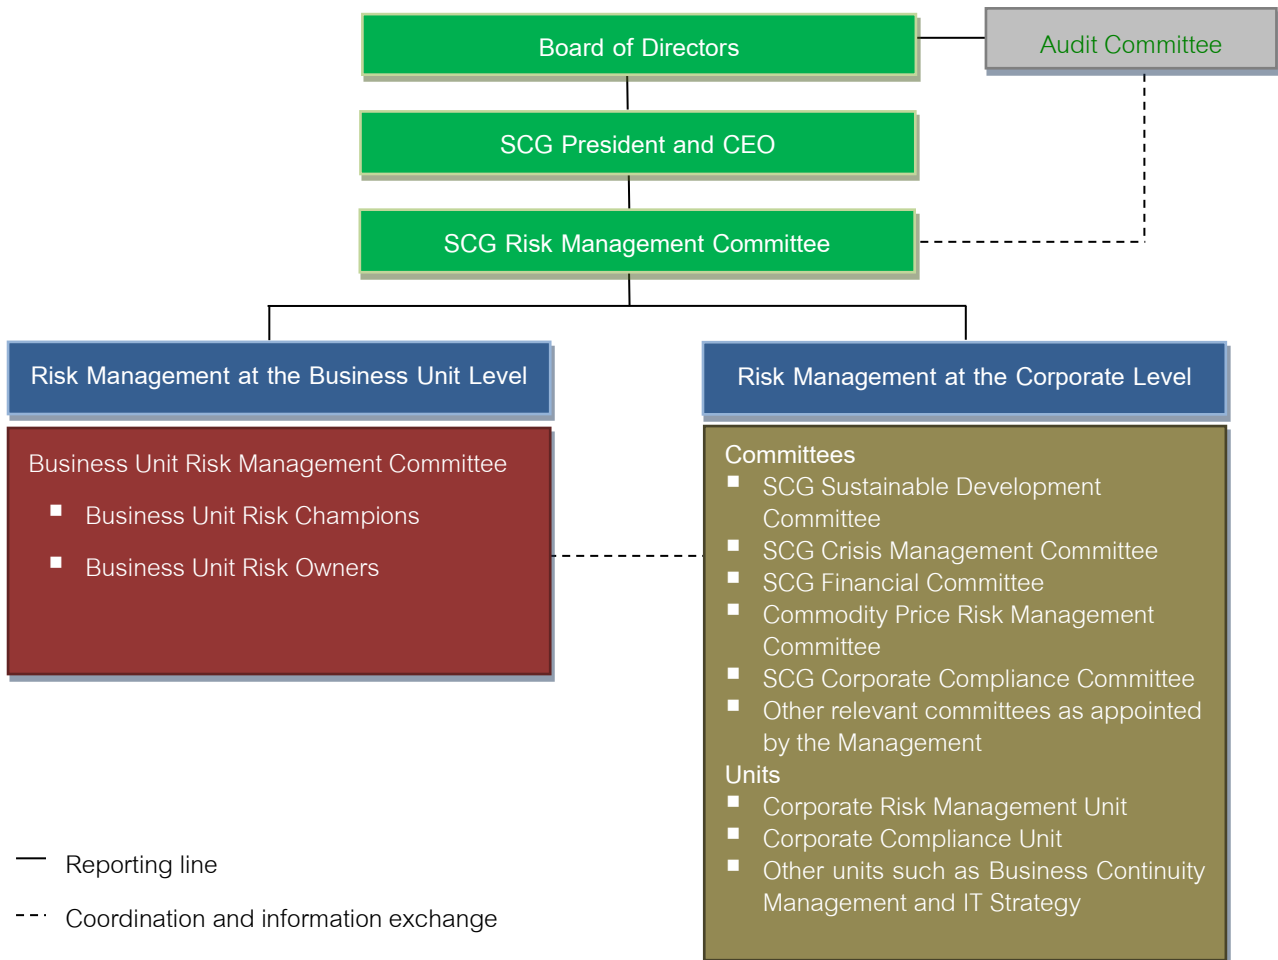 Board of Directors
Audit Committee
SCG President and CEO
SCG Risk Management Committee
Risk Management at the Business Unit Level
Risk Management at the Corporate Level
Business Unit Risk Management Committee
Business Unit Risk Champions
Business Unit Risk Owners
Committees
SCG Sustainable Development
Committee
SCG Crisis Management Committee
SCG Financial Committee
Commodity Price Risk Management
Committee
SCG Corporate Compliance Committee
Other relevant committees as appointed
by the Management
Units
Corporate Risk Management Unit
Corporate Compliance Unit
Other units such as Business Continuity
Management and IT Strategy
Reporting line
Coordination and information exchange